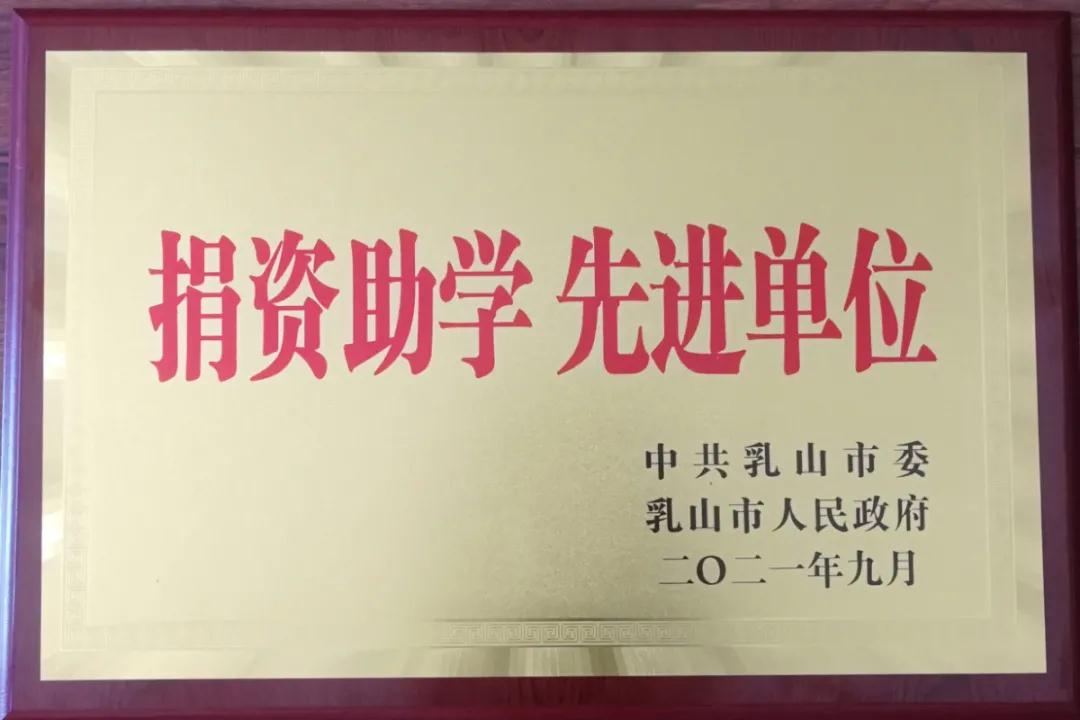 捐资助学 先进单位
中共乳山市委
乳山市人民政府
二〇二一年九月